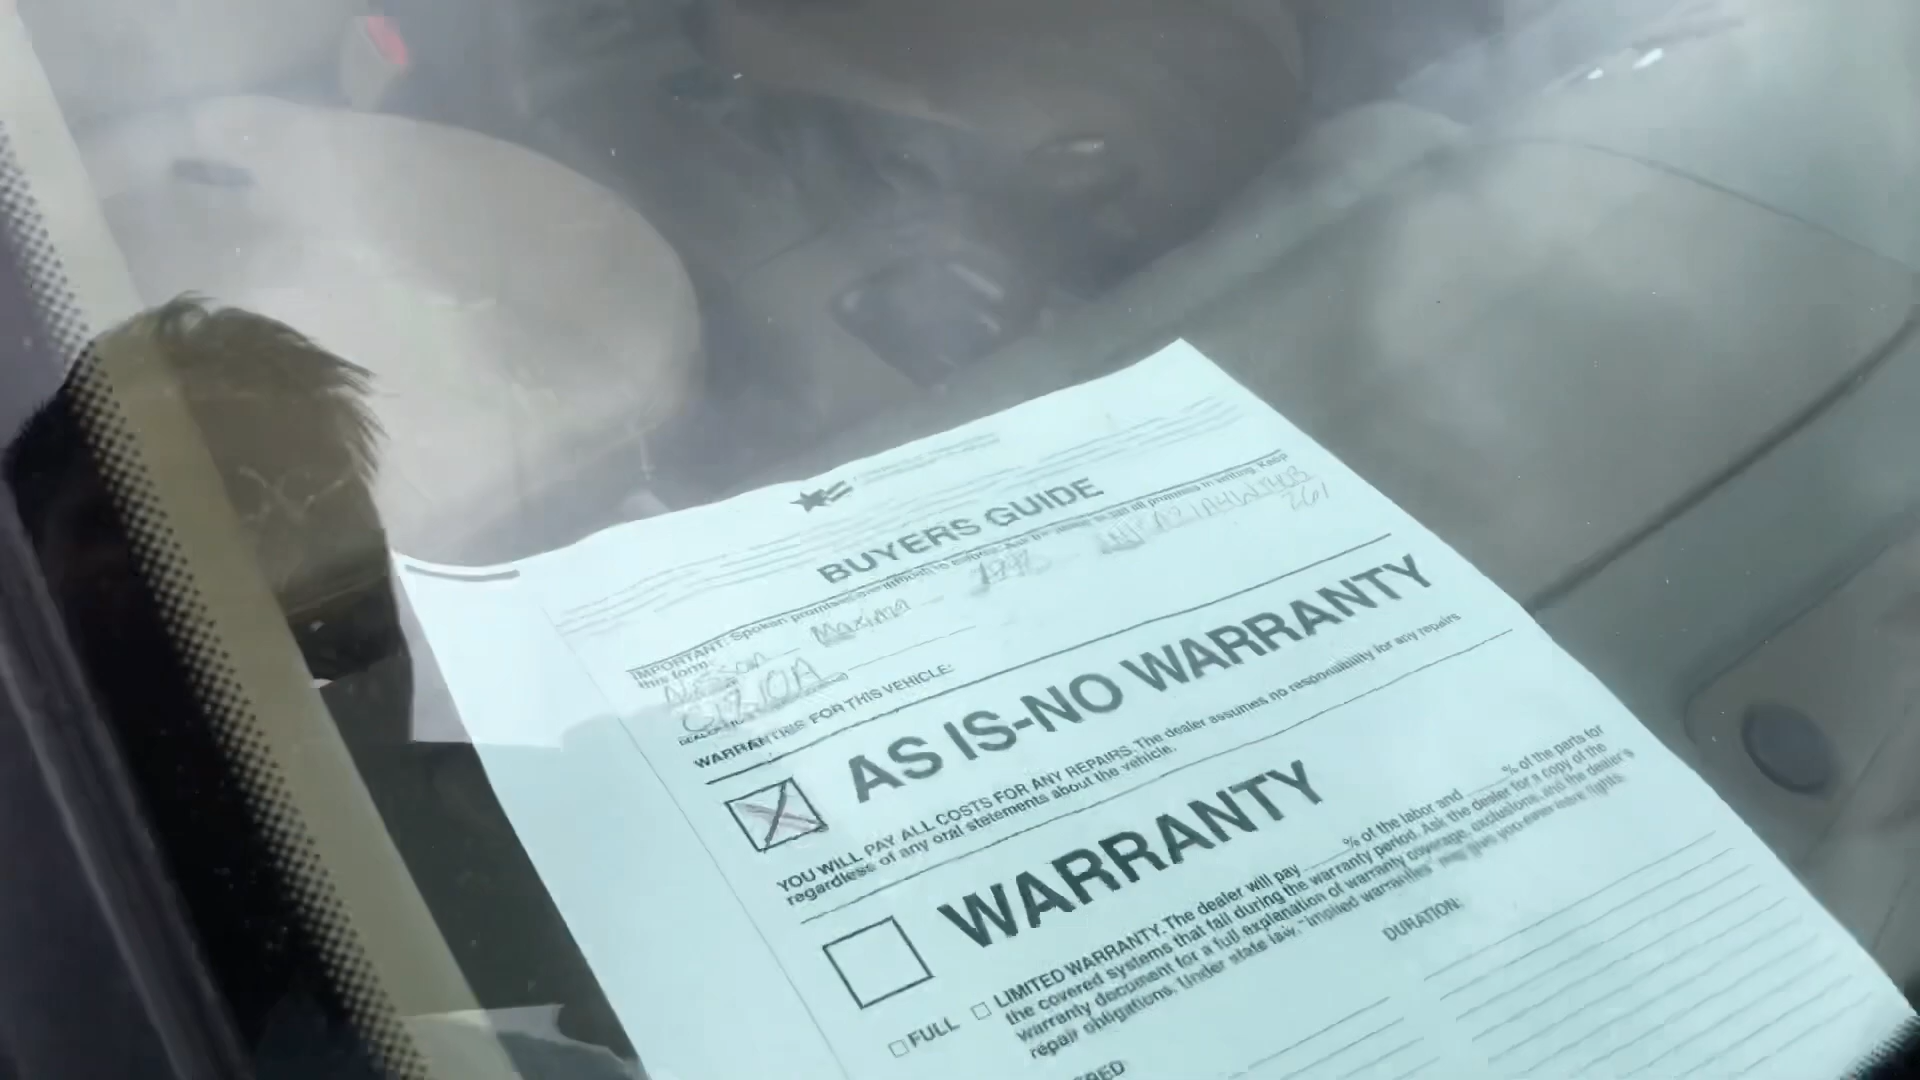 BUYERS GUIDE
IMPORTANT: Spoken promises are difficult to enforce. Ask the dealer to put all promises in writing. Keep
this form.
Nissan Maxima
261
WARRANTIES FOR THIS VEHICLE:
AS IS-NO WARRANTY
YOU WILL PAY ALL COSTS FOR ANY REPAIRS. The dealer assumes no responsibility for any repairs
regardless of any oral statements about the vehicle.
WARRANTY
FULL
LIMITED WARRANTY. The dealer will pay % of the labor and % of the parts for
the covered systems that fail during the warranty period. Ask the dealer for a copy of the
warranty document for a full explanation of warranty coverage, exclusions, and the dealer's
repair obligations. Under state law, "implied warranties" may give you even more rights.
DURATION: